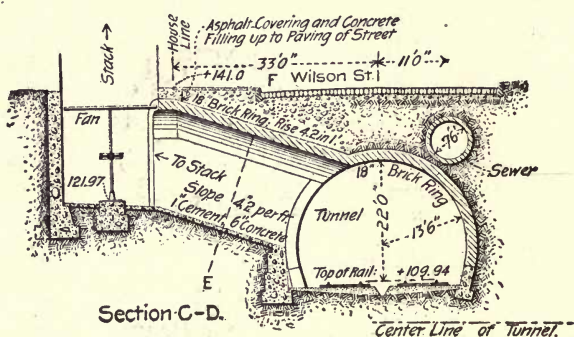 Asphalt Covering and Concrete
Filling up to Paving of Street
House Line
Stack
+141.0
33'0"
11'0"
F
Wilson St.
18" Brick Ring, Rise 4.2 in 1.
Fan
7'6"
Sewer
To Stack
18" Brick Ring
121.97
Slope 4.2" per ft.
1" Cement 6" Concrete
Tunnel
22'0"
13'6"
E
Top of Rail: +109.94
Section C-D.
Center Line of Tunnel.